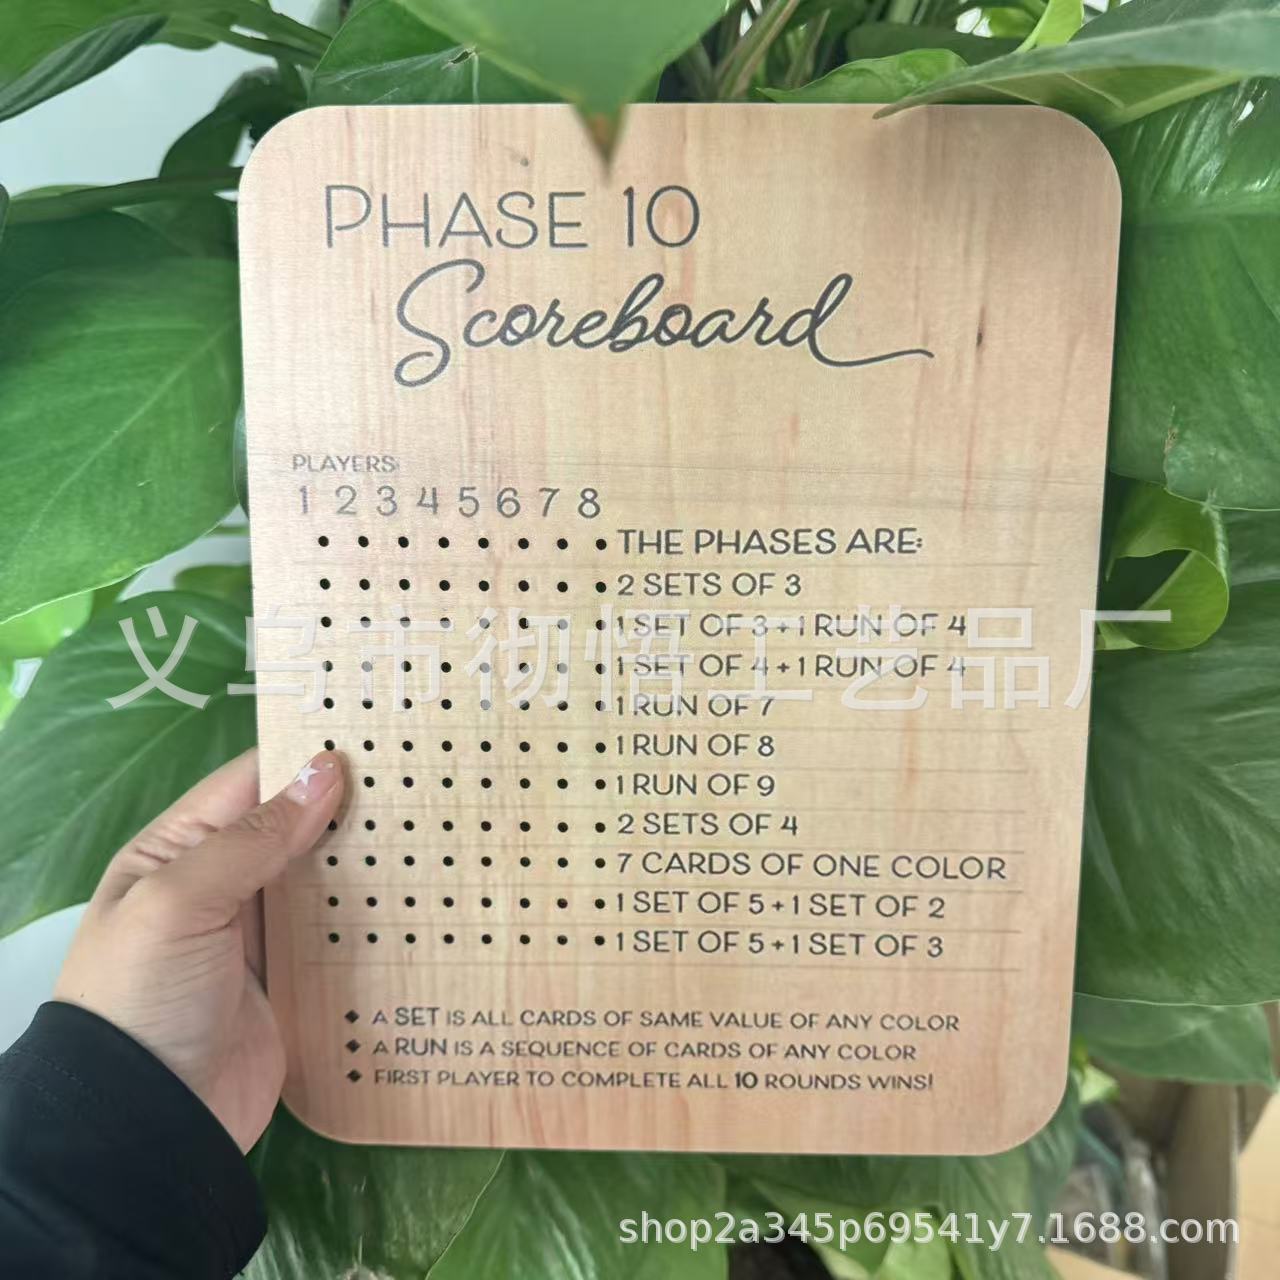 PHASE 10
Scoreboard
PLAYERS:
1 2 3 4 5 6 7 8
THE PHASES ARE:
2 SETS OF 3
1 SET OF 3 + 1 RUN OF 4
1 SET OF 4 + 1 RUN OF 4
1 RUN OF 7
1 RUN OF 8
1 RUN OF 9
2 SETS OF 4
7 CARDS OF ONE COLOR
1 SET OF 5 + 1 SET OF 2
1 SET OF 5 + 1 SET OF 3
◆ A SET IS ALL CARDS OF SAME VALUE OF ANY COLOR
◆ A RUN IS A SEQUENCE OF CARDS OF ANY COLOR
◆ FIRST PLAYER TO COMPLETE ALL 10 ROUNDS WINS!
义乌市彻悟工艺品厂
shop2a345p69541y7.1688.com